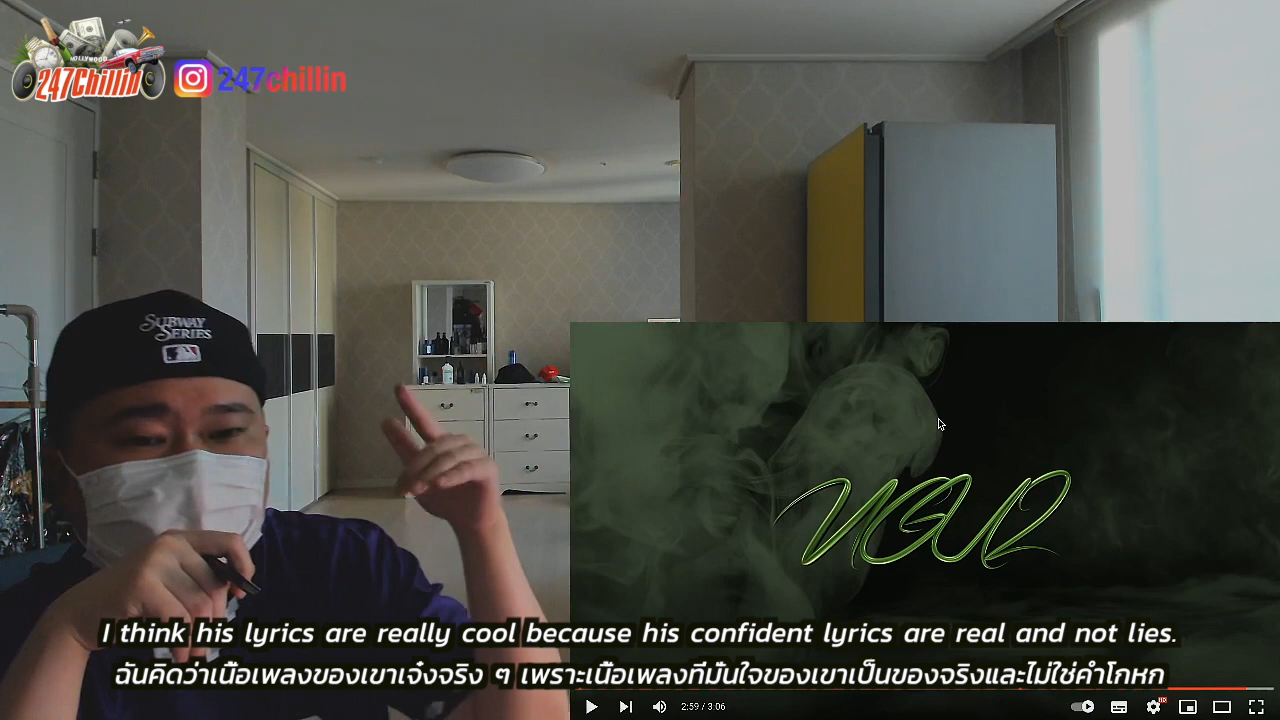 HOLLYWOOD
247Chillin
247chillin
SUBWAY
SERIES
I think his lyrics are really cool because his confident lyrics are real and not lies.
ฉันคิดว่าเนื้อเพลงของเขาเจ๋งจริง ๆ เพราะเนื้อเพลงที่มั่นใจของเขาเป็นของจริงและไม่ใช่คำโกหก
2:59 / 3:06
HD